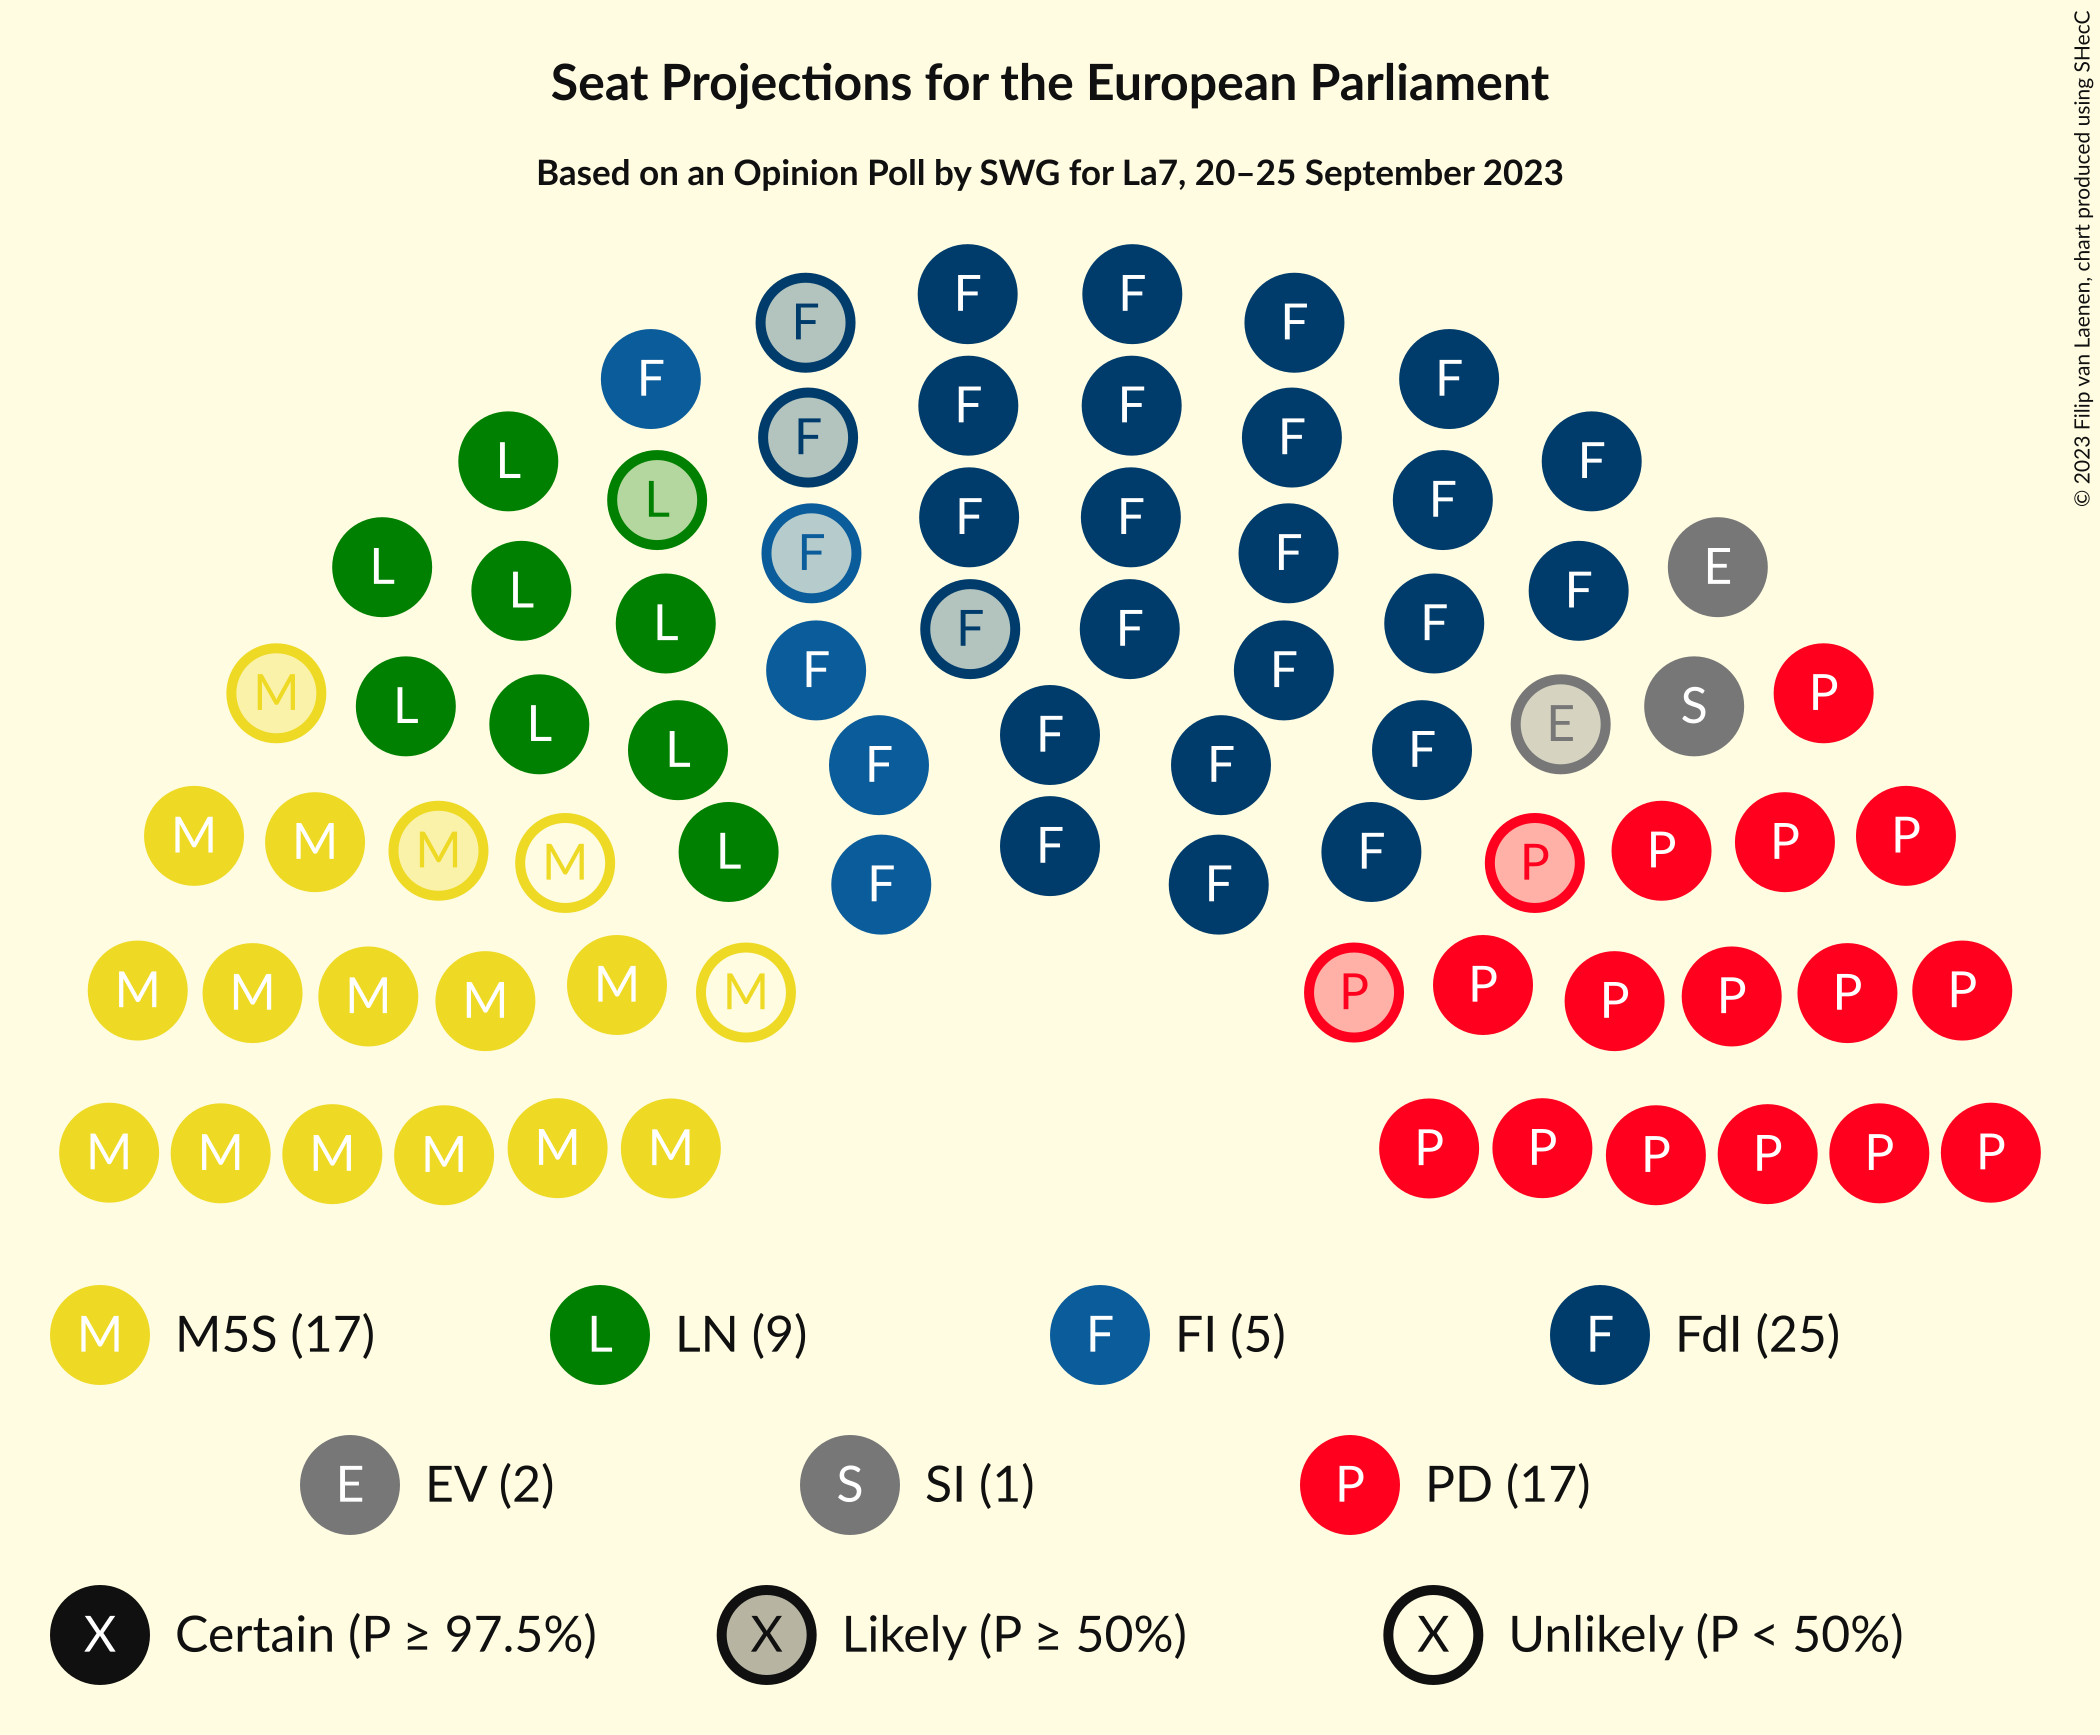 Seat Projections for the European Parliament
Based on an Opinion Poll by SWG for La7, 20–25 September 2023
© 2023 Filip van Laenen, chart produced using SHecC
F F
F F
F
F F
F F
F F
L F
L F
F F
L F
F F
F
L E
L F
L F
F F
M P
L S
F F
L E
L F
F
F F
M P
M P
M P
M P
L F
F
F F
M P
M P
M P
M P
M P
M P
M P
M P
M P
M P
M P
M P
M M5S (17) L LN (9) F FI (5) F FdI (25)
E EV (2) S SI (1) P PD (17)
X Certain (P ≥ 97.5%) X Likely (P ≥ 50%) X Unlikely (P < 50%)